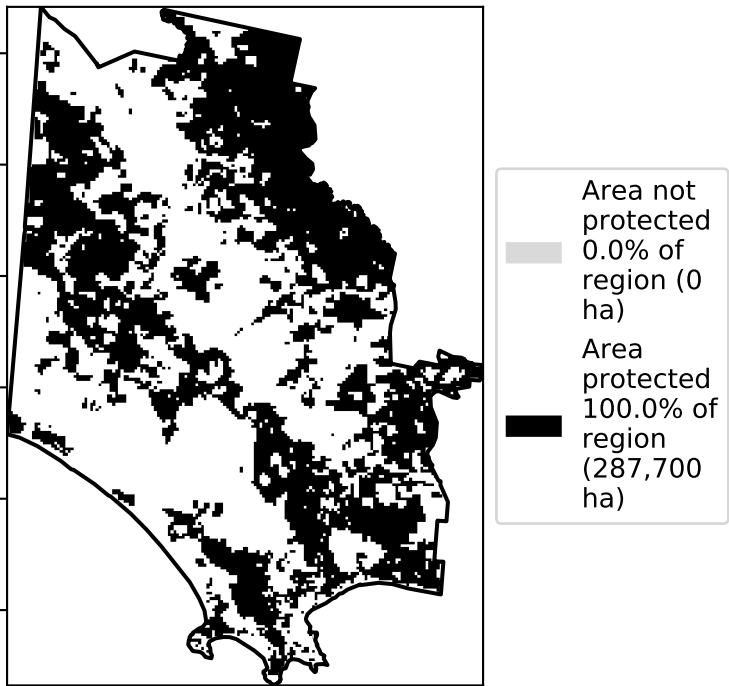 Area not
protected
0.0% of
region (0
ha)
Area
protected
100.0% of
region
(287,700
ha)